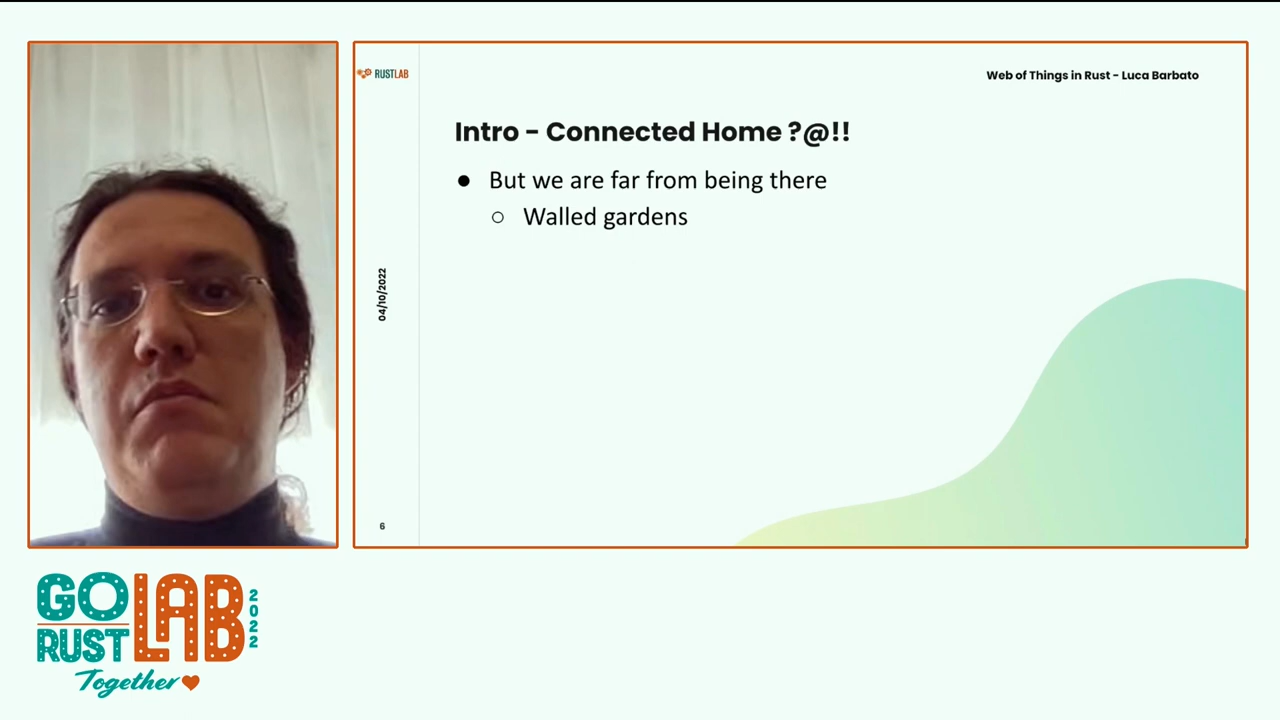 RUSTLAB
Web of Things in Rust - Luca Barbato
Intro - Connected Home ?@!!
● But we are far from being there
○ Walled gardens
04/10/2022
6
GO LAB 2022
RUST
Together